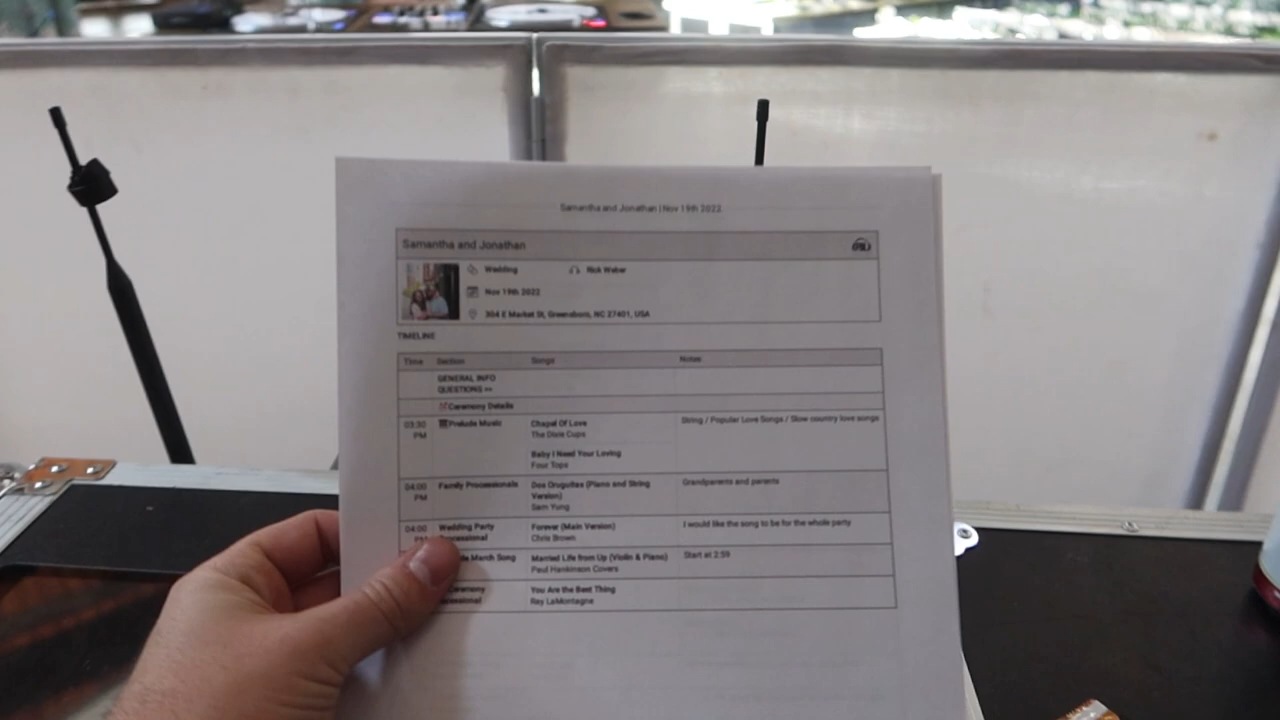 Samantha and Jonathan | Nov 19th 2022
Samantha and Jonathan
Wedding Rick Weber
Nov 19th 2022
304 E Market St, Greensboro, NC 27401, USA
TIMELINE
Time Section Songs Notes
GENERAL INFO
QUESTIONS
Ceremony Details
03:30 PM Prelude Music Chapel Of Love String / Popular Love Songs / Slow country love songs
The Dixie Cups
Baby I Need Your Loving
Four Tops
04:00 PM Family Processionals Dos Oruguitas (Piano and String Grandparents and parents
Version)
Sam Yung
04:00 Wedding Party Forever (Main Version) I would like the song to be for the whole party
Chris Brown
March Song Married Life from Up (Violin & Piano) Start at 2:59
Paul Hankinson Covers
Ceremony You Are the Best Thing
Ray LaMontagne